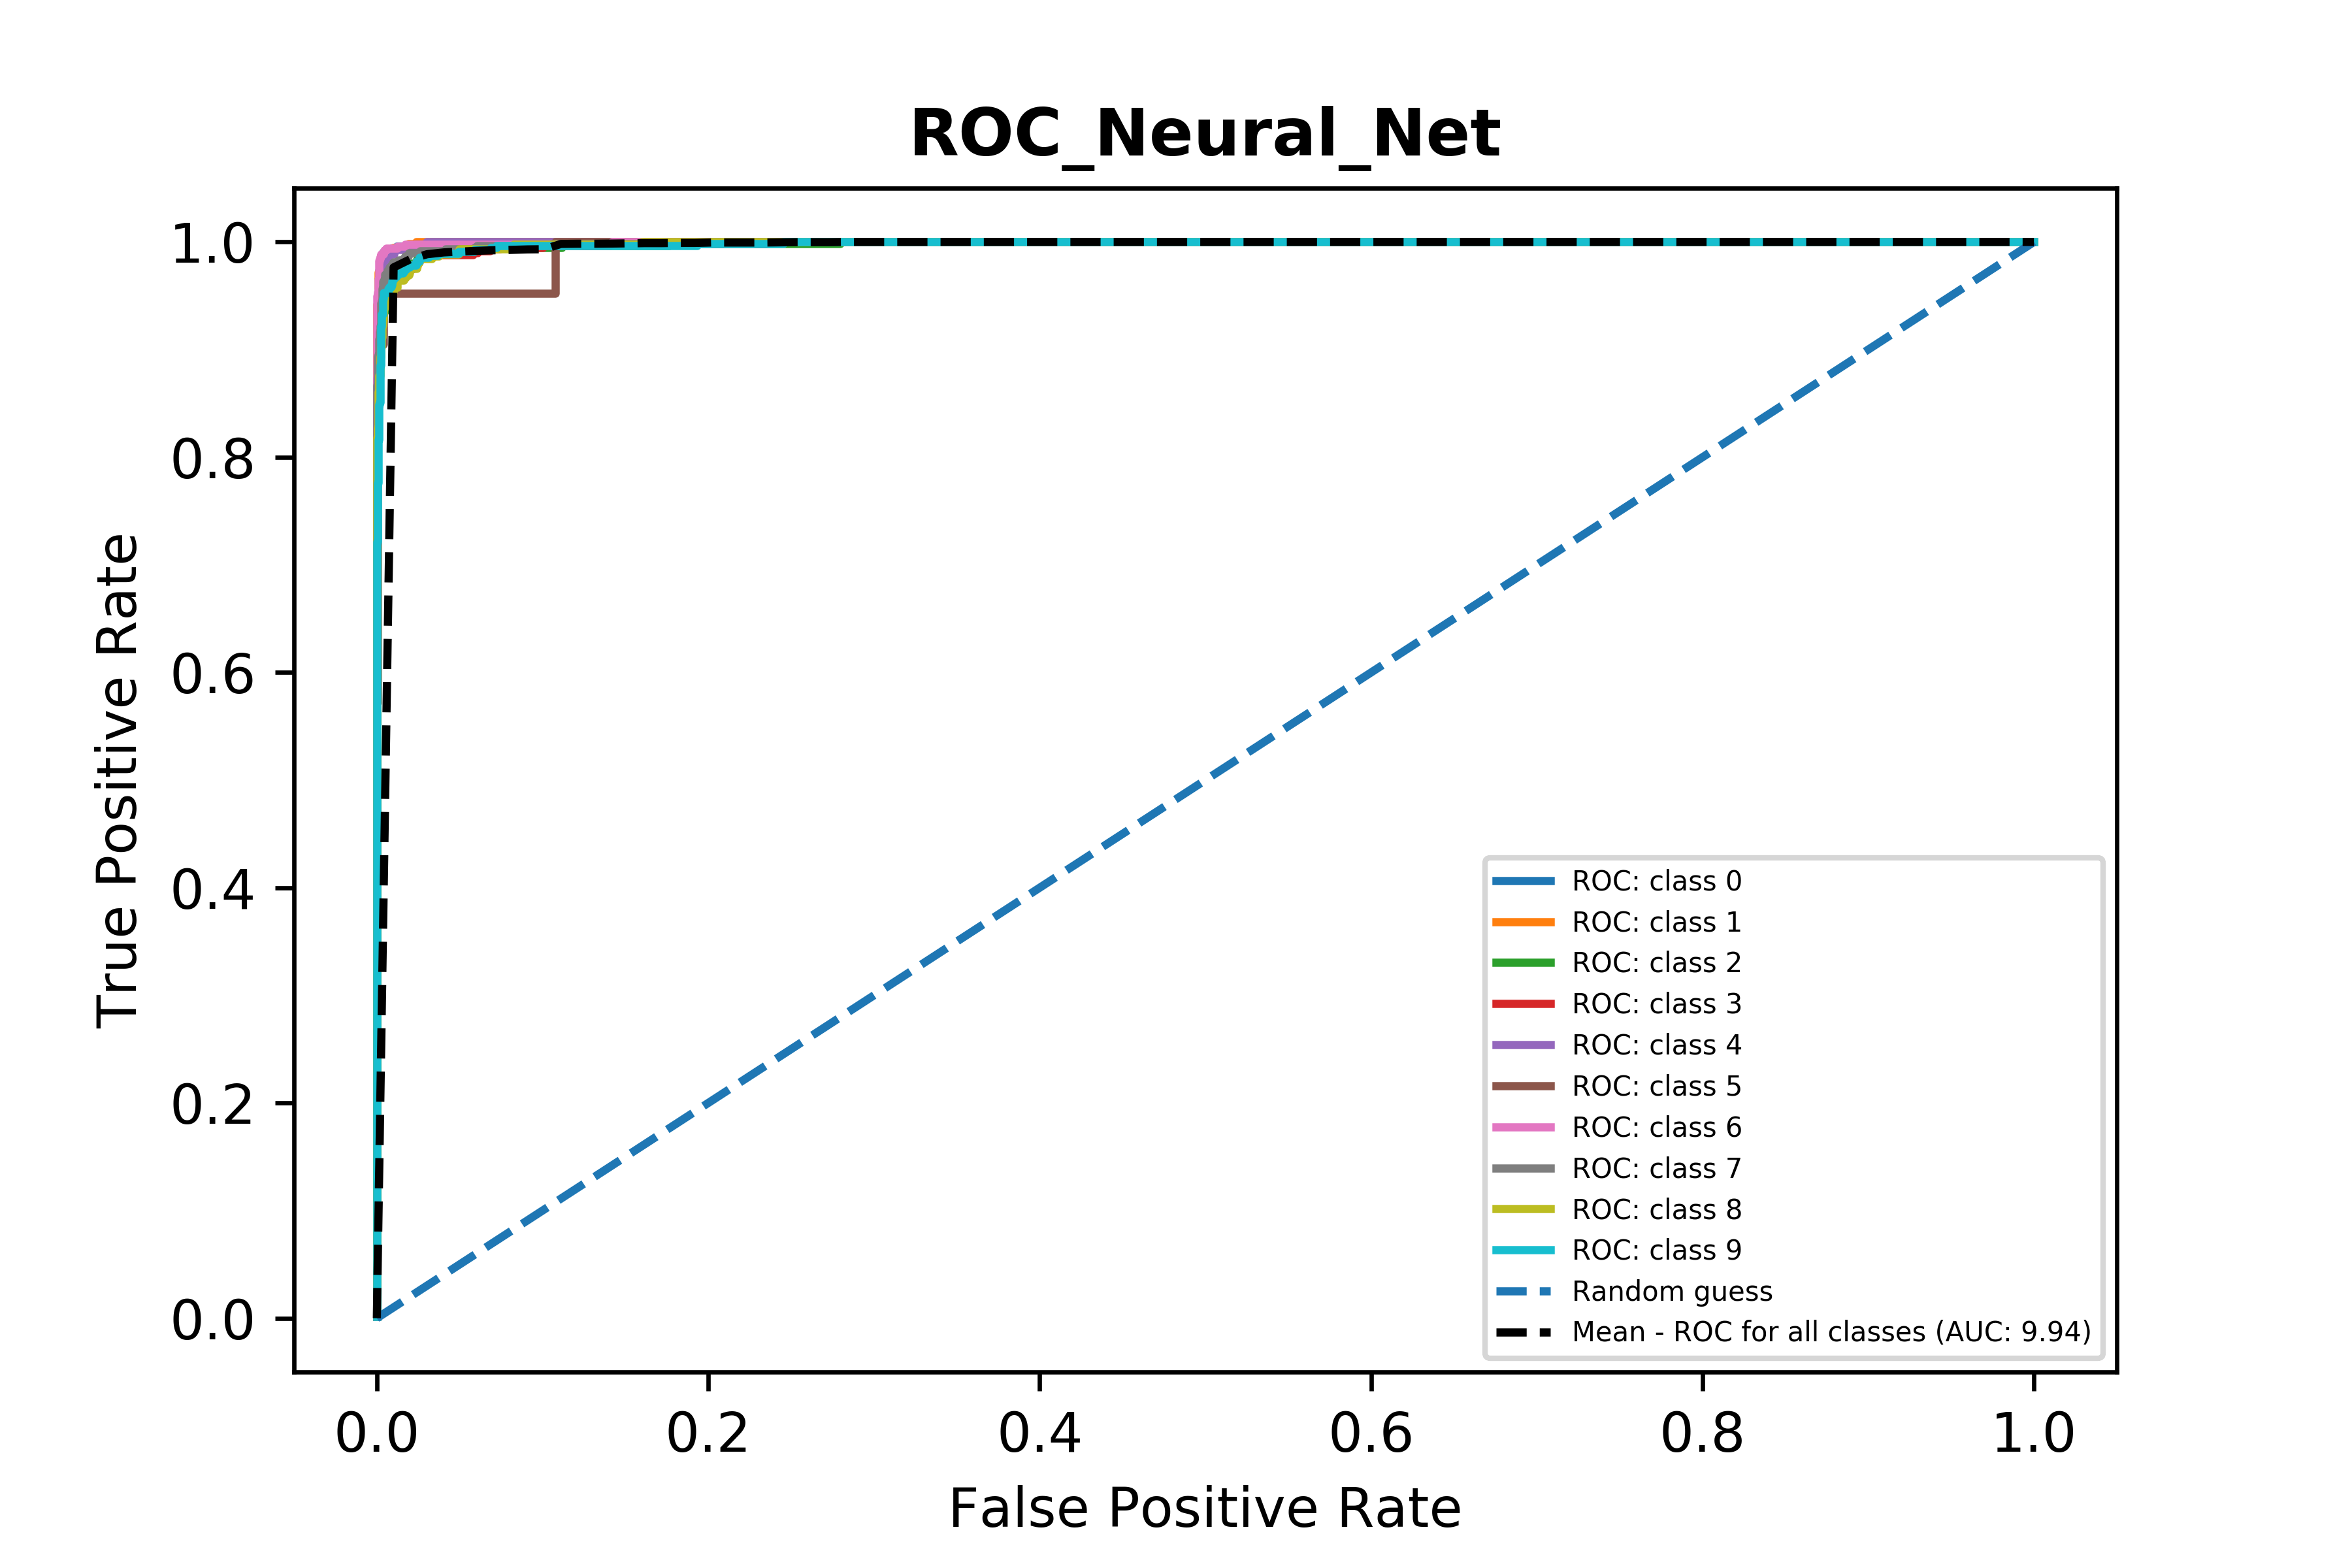 ROC_Neural_Net
1.0
0.8
0.6
0.4
0.2
0.0
True Positive Rate
ROC: class 0
ROC: class 1
ROC: class 2
ROC: class 3
ROC: class 4
ROC: class 5
ROC: class 6
ROC: class 7
ROC: class 8
ROC: class 9
Random guess
Mean - ROC for all classes (AUC: 9.94)
0.0 0.2 0.4 0.6 0.8 1.0
False Positive Rate